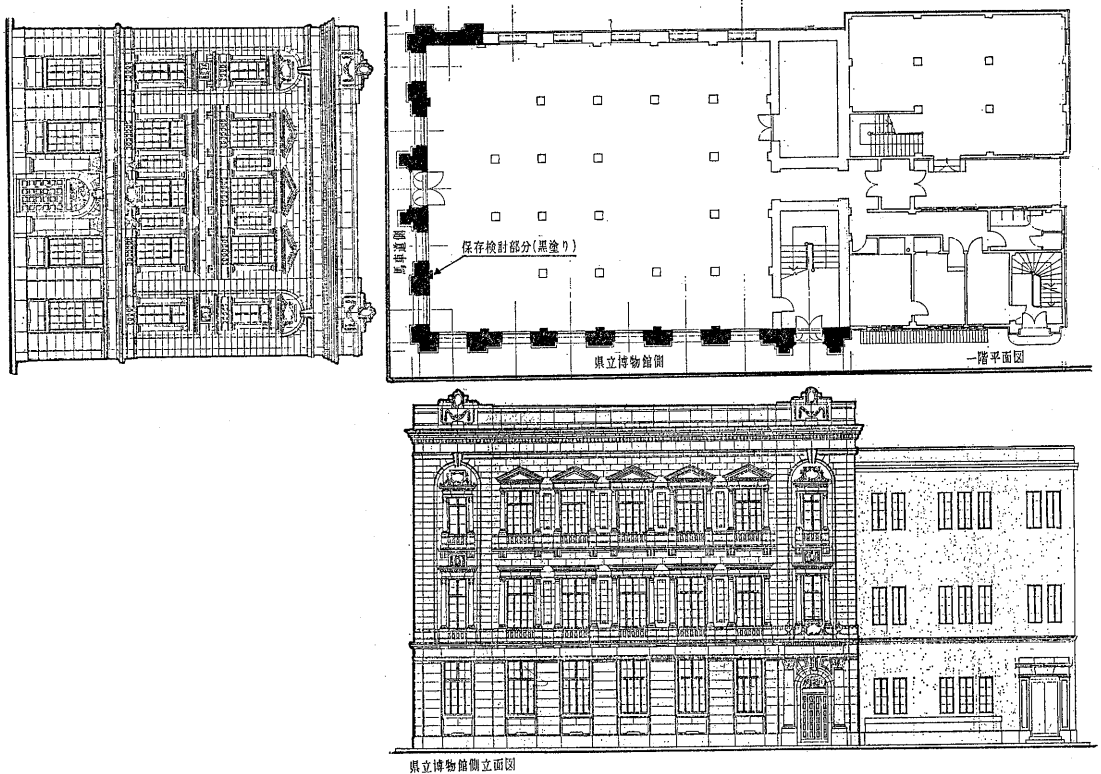 馬車道側
保存検討部分(黒塗り)
県立博物館側
一階平面図
県立博物館側立面図